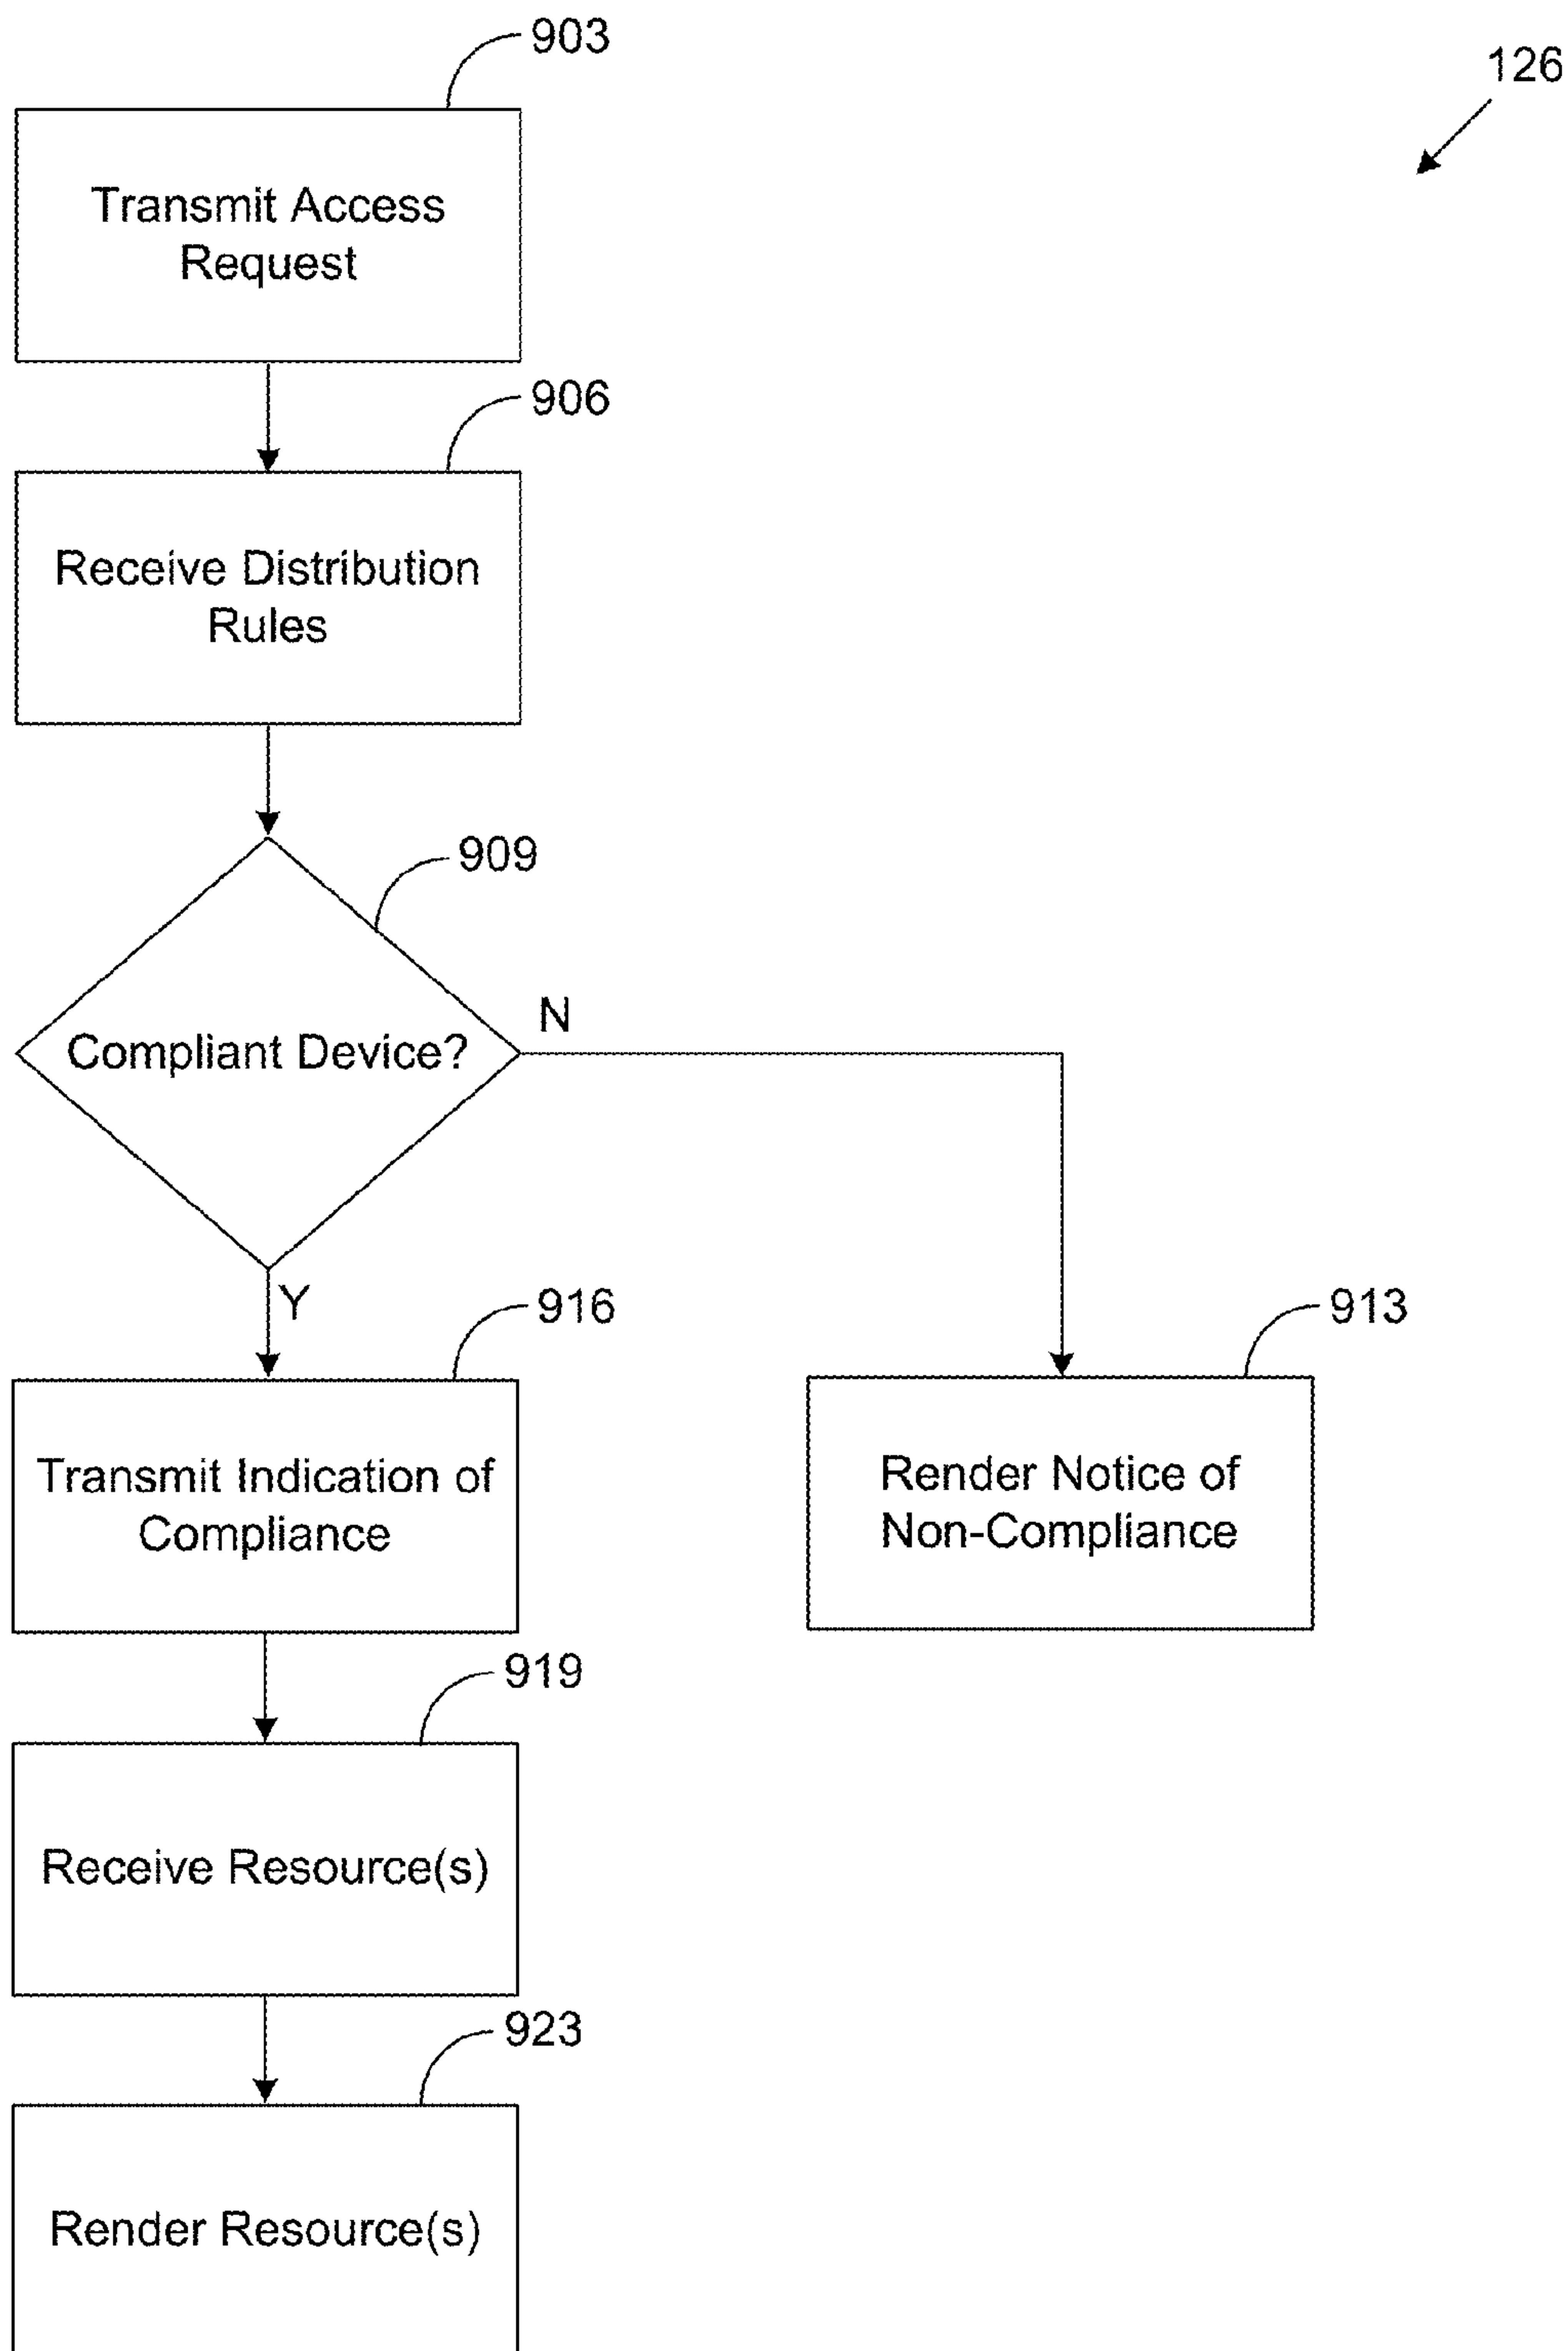 903
126
Transmit Access
Request
906
Receive Distribution
Rules
909
Compliant Device?
N
Y
916
913
Transmit Indication of
Compliance
Render Notice of
Non-Compliance
919
Receive Resource(s)
923
Render Resource(s)